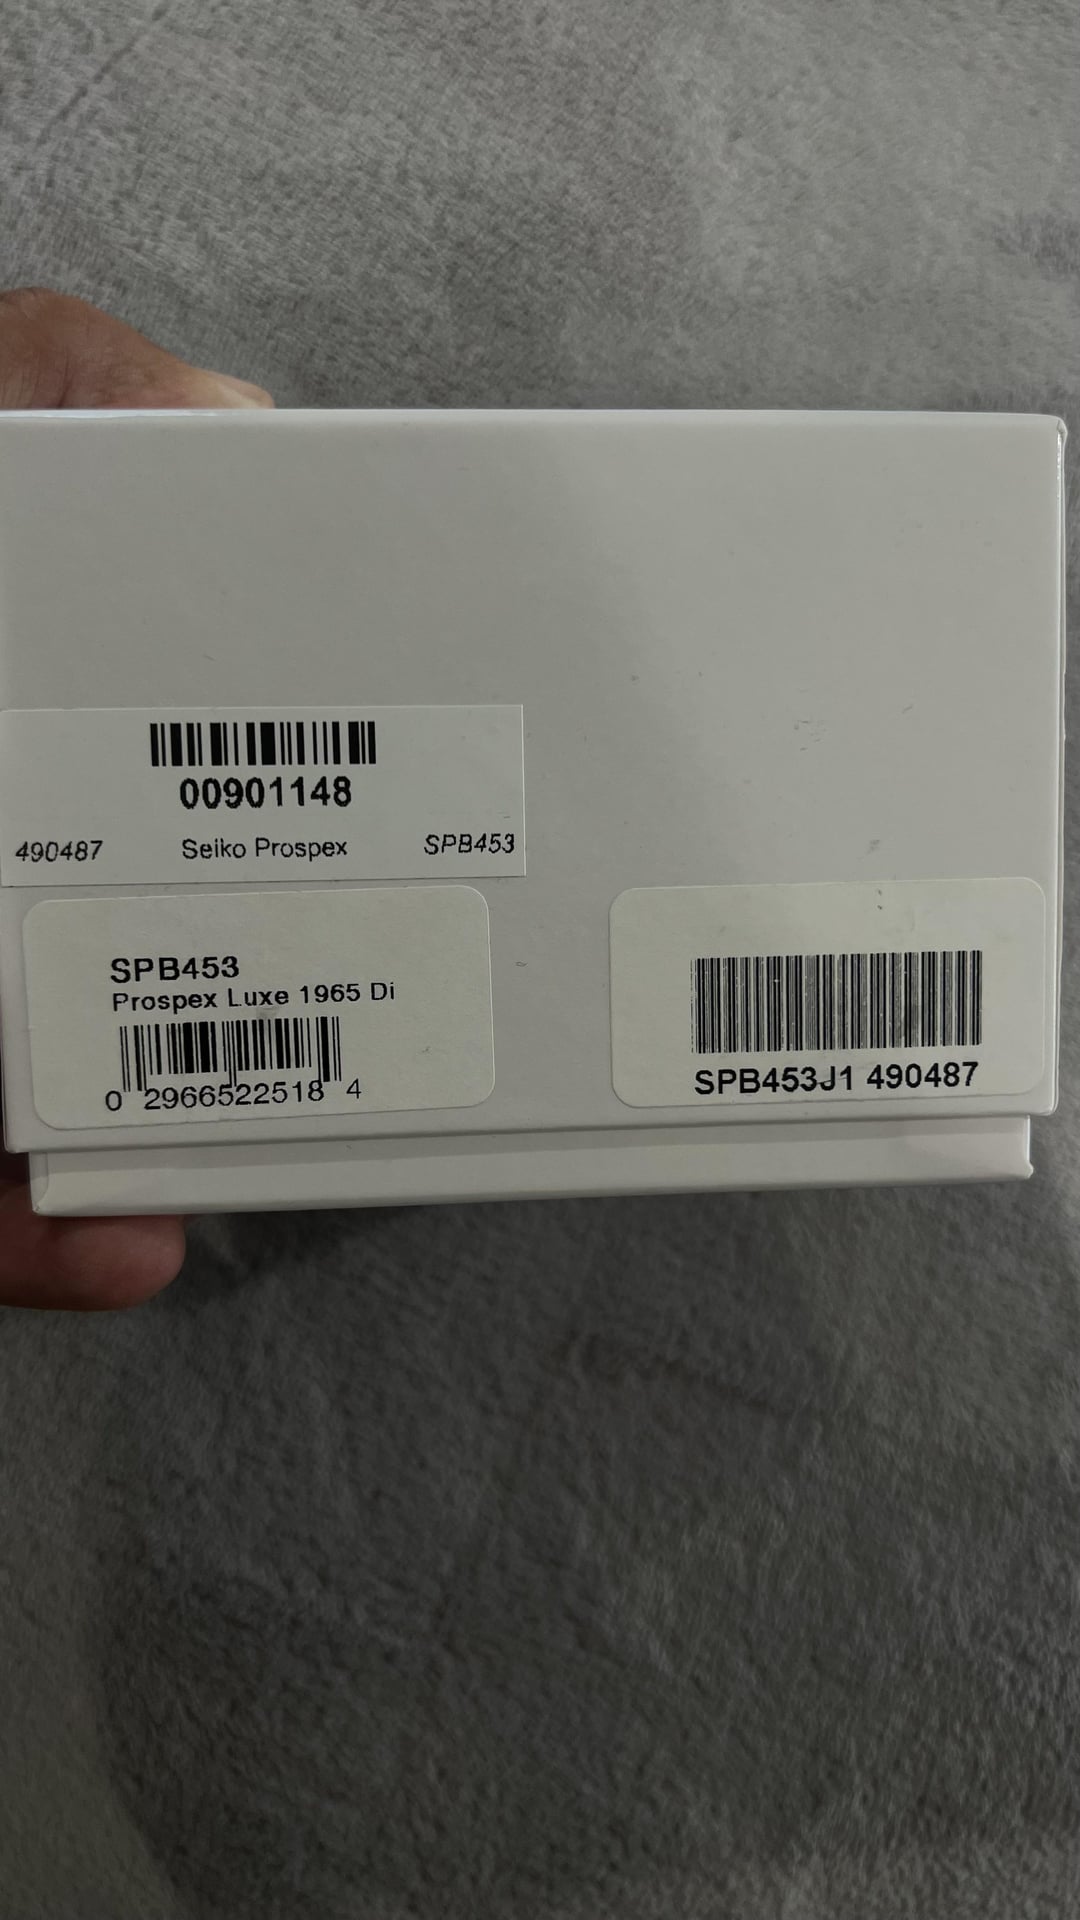 00901148
490487 Seiko Prospex SPB453
SPB453
Prospex Luxe 1965 Di
0 2966522518 4
SPB453J1 490487